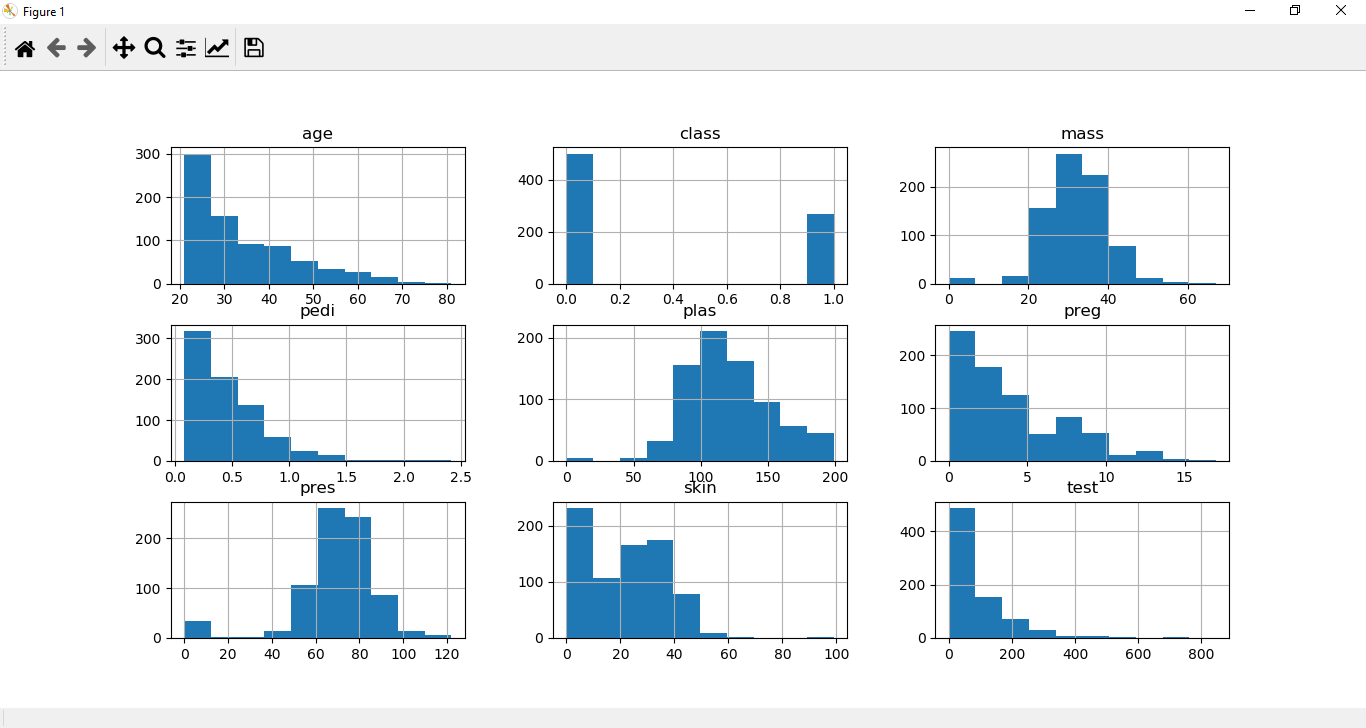 Figure 1
age class mass
300 200 100 0
400 200 0
200 100 0
20 30 40 50 60 70 80
0.0 0.2 0.4 0.6 0.8 1.0
0 20 40 60
pedi plas preg
300 200 100 0
200 100 0
200 100 0
0.0 0.5 1.0 1.5 2.0 2.5
0 50 100 150 200
0 5 10 15
pres skin test
200 100 0
200 100 0
400 200 0
0 20 40 60 80 100 120
0 20 40 60 80 100
0 200 400 600 800